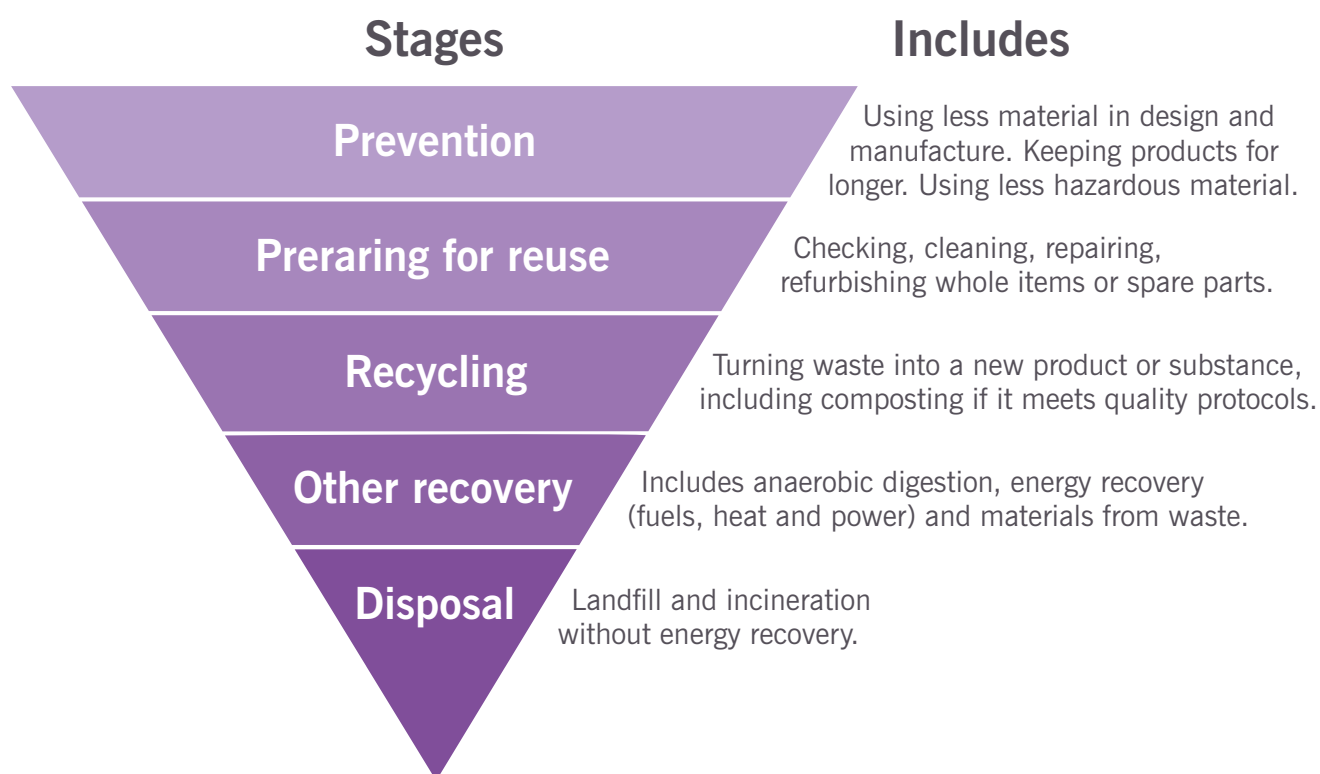 Stages
Includes
Prevention
Using less material in design and
manufacture. Keeping products for
longer. Using less hazardous material.
Preraring for reuse
Checking, cleaning, repairing,
refurbishing whole items or spare parts.
Recycling
Turning waste into a new product or substance,
including composting if it meets quality protocols.
Other recovery
Includes anaerobic digestion, energy recovery
(fuels, heat and power) and materials from waste.
Disposal
Landfill and incineration
without energy recovery.